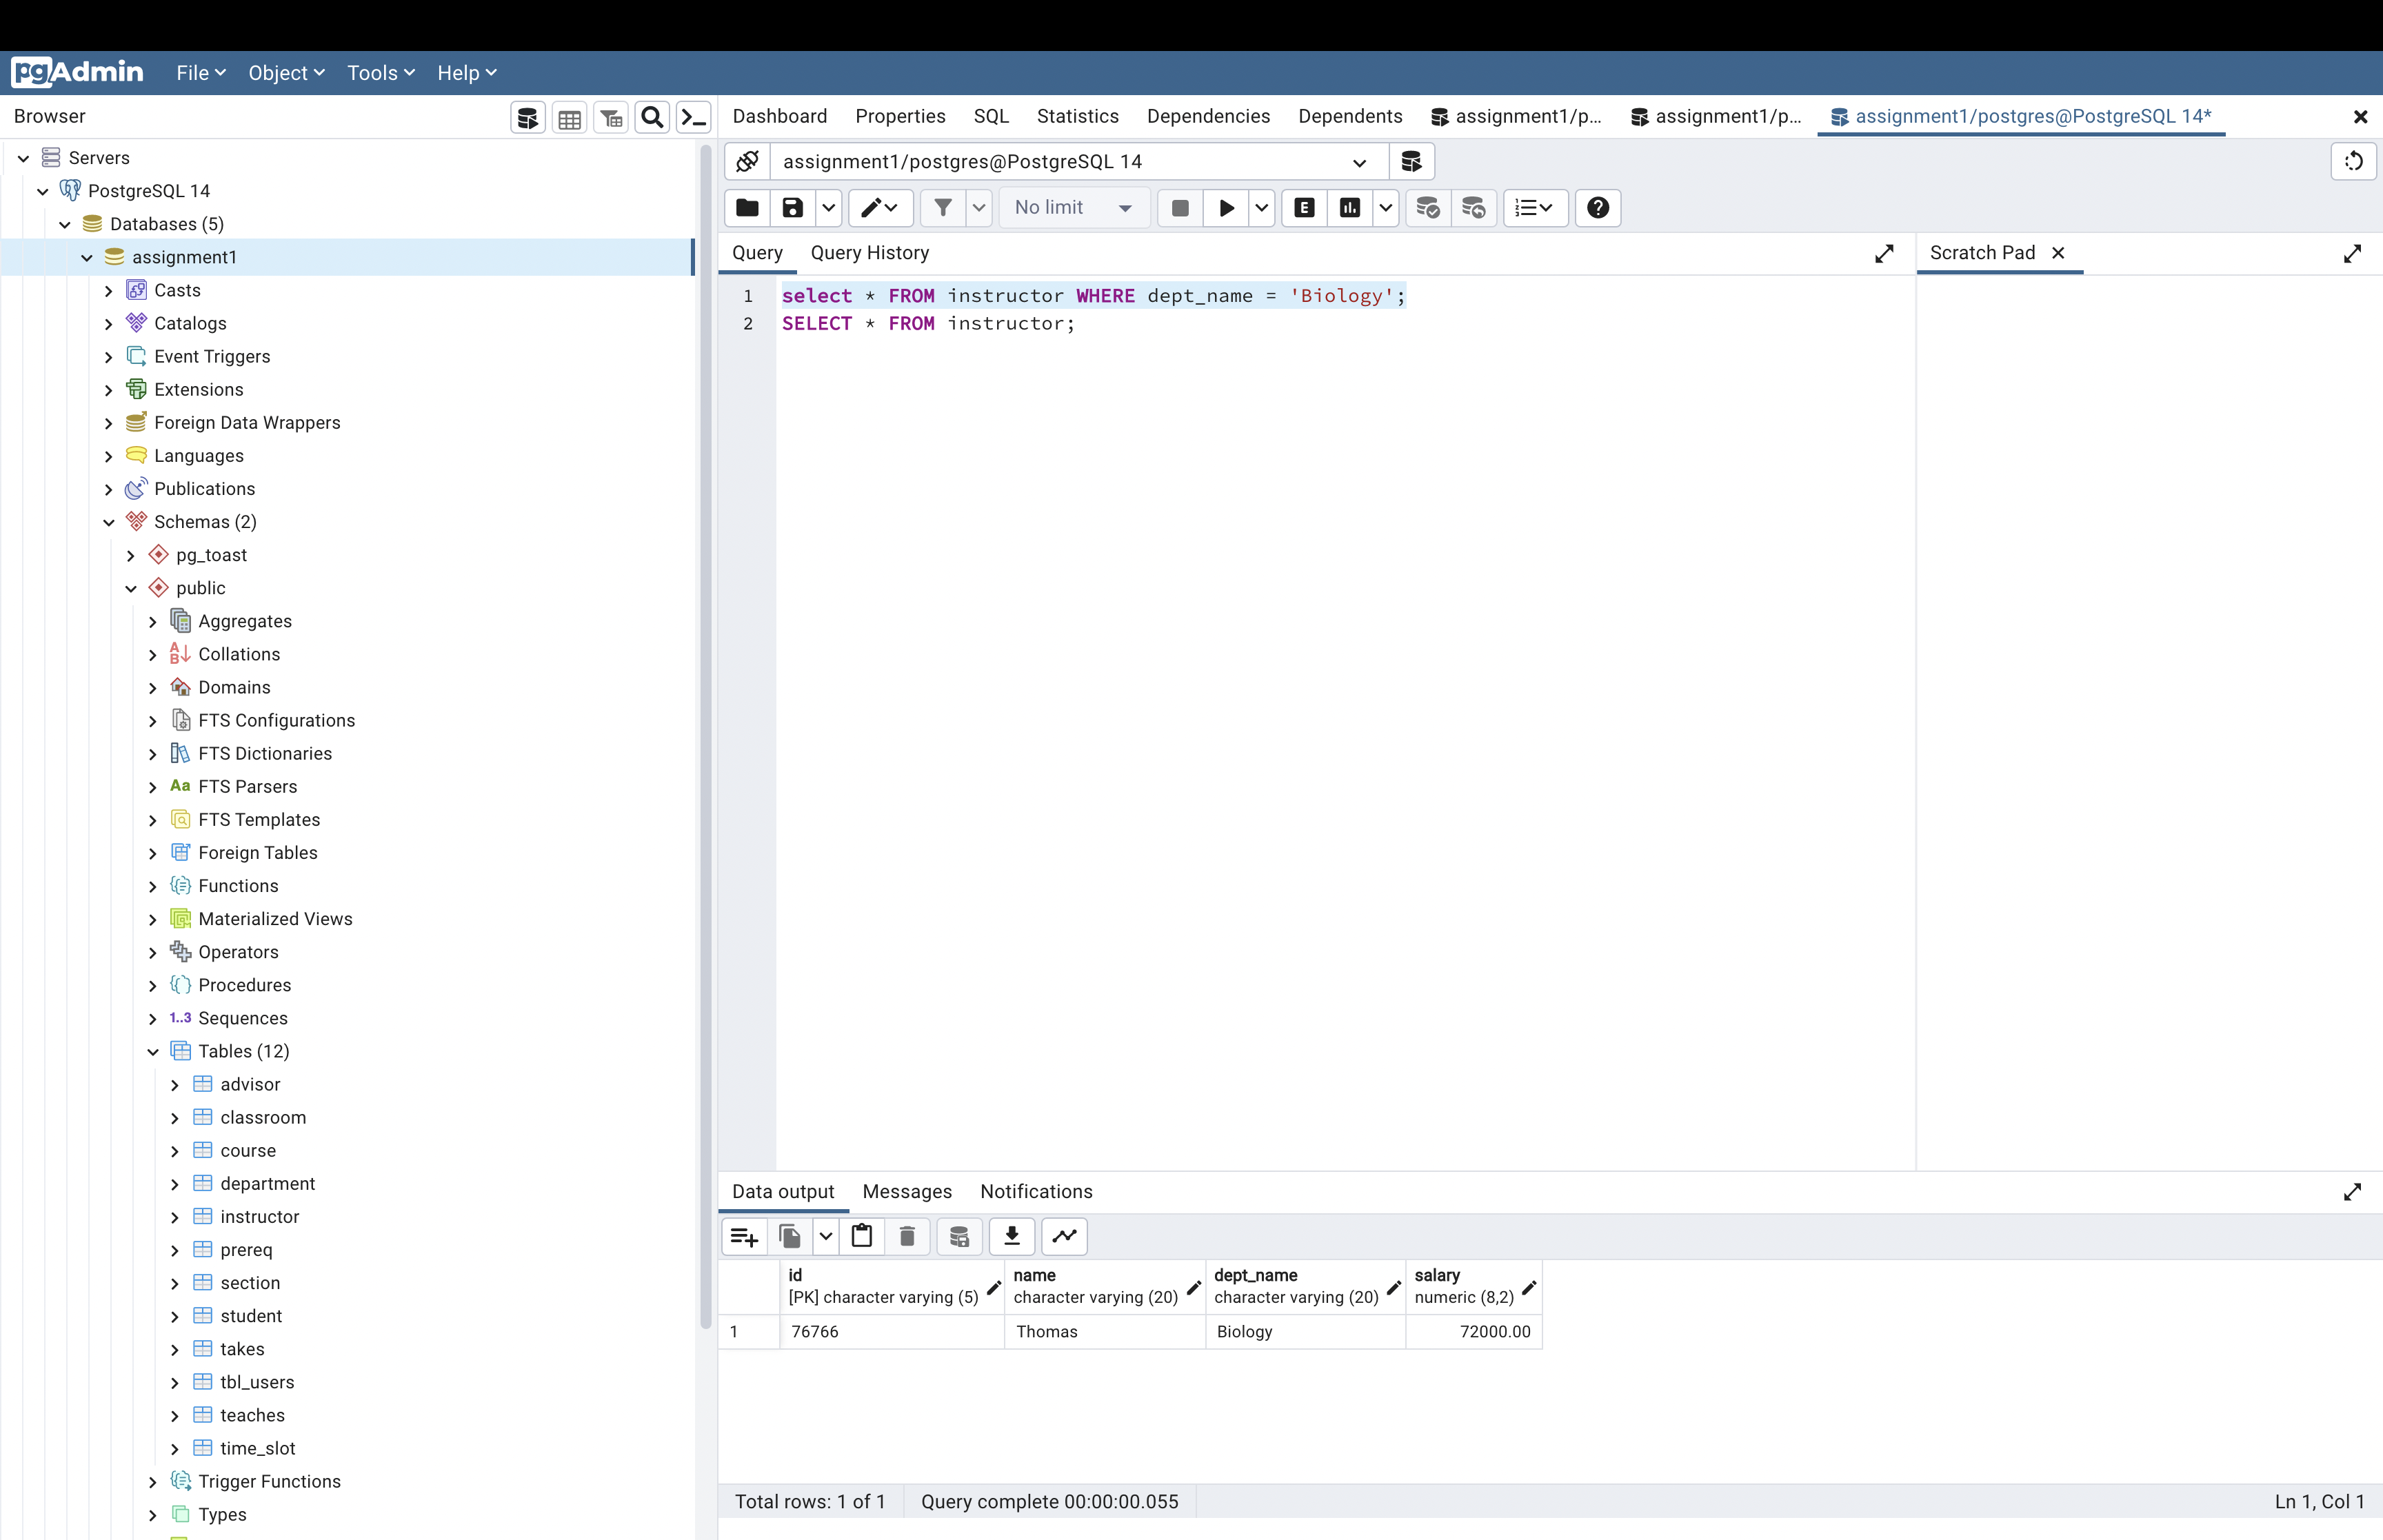 pgAdmin File Object Tools Help
Browser
Servers
PostgreSQL 14
Databases (5)
assignment1
Casts
Catalogs
Event Triggers
Extensions
Foreign Data Wrappers
Languages
Publications
Schemas (2)
pg_toast
public
Aggregates
Collations
Domains
FTS Configurations
FTS Dictionaries
Aa FTS Parsers
FTS Templates
Foreign Tables
Functions
Materialized Views
Operators
Procedures
1..3 Sequences
Tables (12)
advisor
classroom
course
department
instructor
prereq
section
student
takes
tbl_users
teaches
time_slot
Trigger Functions
Types
Dashboard Properties SQL Statistics Dependencies Dependents assignment1/p... assignment1/p... assignment1/postgres@PostgreSQL 14*
assignment1/postgres@PostgreSQL 14
No limit E
Query Query History Scratch Pad
1 select * FROM instructor WHERE dept_name = 'Biology';
2 SELECT * FROM instructor;
Data output Messages Notifications
id name dept_name salary
[PK] character varying (5) character varying (20) character varying (20) numeric (8,2)
1 76766 Thomas Biology 72000.00
Total rows: 1 of 1 Query complete 00:00:00.055 Ln 1, Col 1